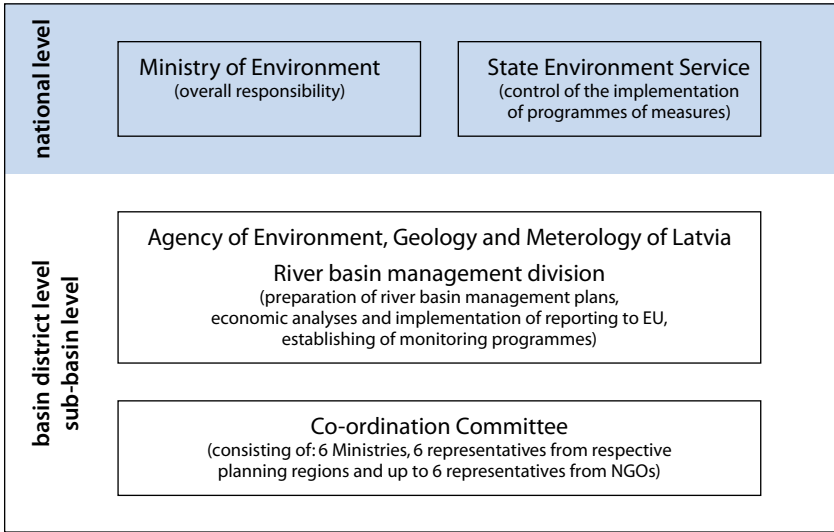 national level
Ministry of Environment
(overall responsibility)
State Environment Service
(control of the implementation
of programmes of measures)
basin district level
sub-basin level
Agency of Environment, Geology and Meterology of Latvia
River basin management division
(preparation of river basin management plans,
economic analyses and implementation of reporting to EU,
establishing of monitoring programmes)
Co-ordination Committee
(consisting of: 6 Ministries, 6 representatives from respective
planning regions and up to 6 representatives from NGOs)